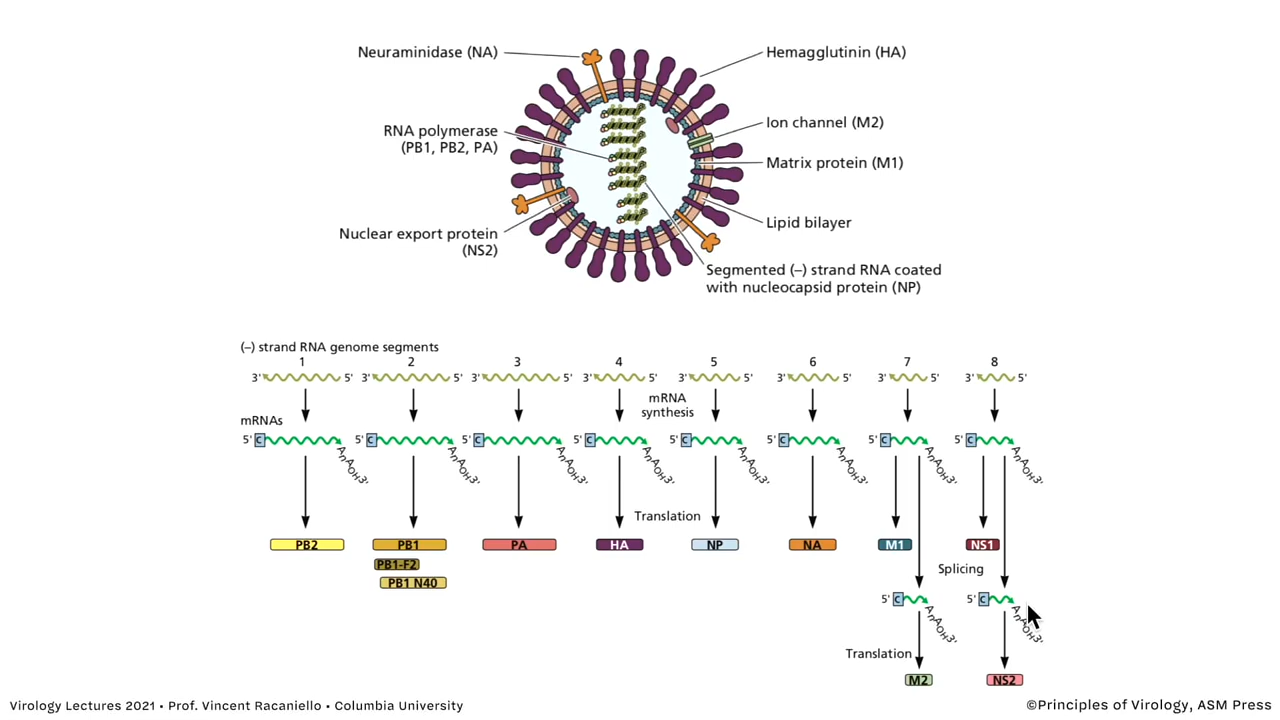 Neuraminidase (NA)
Hemagglutinin (HA)
RNA polymerase
(PB1, PB2, PA)
Ion channel (M2)
Matrix protein (M1)
Nuclear export protein
(NS2)
Lipid bilayer
Segmented (–) strand RNA coated
with nucleocapsid protein (NP)
(–) strand RNA genome segments
1 2 3 4 5 6 7 8
3' 5' 3' 5' 3' 5' 3' 5' 3' 5' 3' 5' 3' 5' 3' 5'
mRNA
synthesis
mRNAs
5' C 5' C 5' C 5' C 5' C 5' C 5' C 5' C
AnAOH3' AnAOH3' AnAOH3' AnAOH3' AnAOH3' AnAOH3' AnAOH3' AnAOH3'
Translation
PB2 PB1 PA HA NP NA M1 NS1
PB1-F2
PB1 N40
Splicing
5' C 5' C
AnAOH3' AnAOH3'
Translation
M2 NS2
Virology Lectures 2021 • Prof. Vincent Racaniello • Columbia University
©Principles of Virology, ASM Press